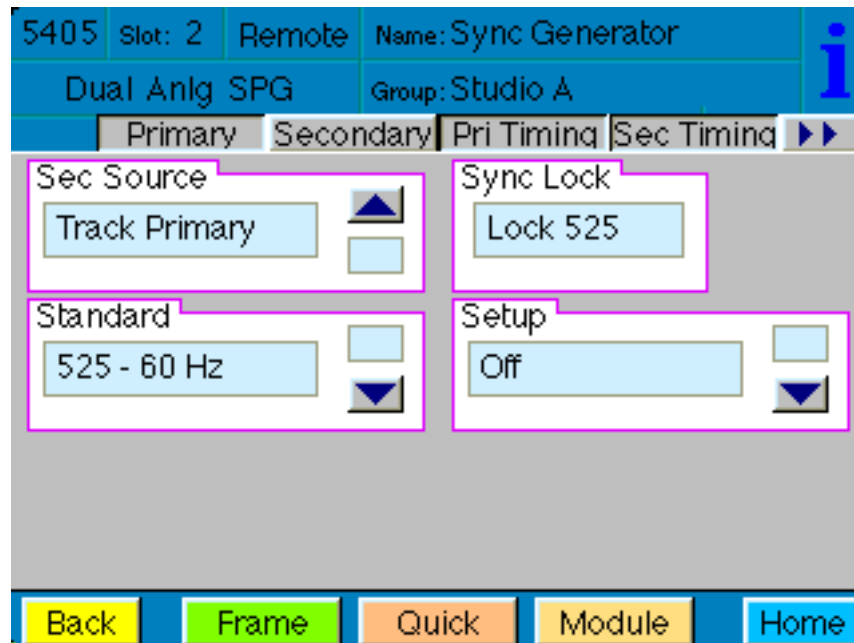 5405 Slot: 2 Remote Name: Sync Generator
Dual Anlg SPG Group: Studio A
i
Primary Secondary Pri Timing Sec Timing
Sec Source Sync Lock
Track Primary Lock 525
Standard Setup
525 - 60 Hz Off
Back Frame Quick Module Home